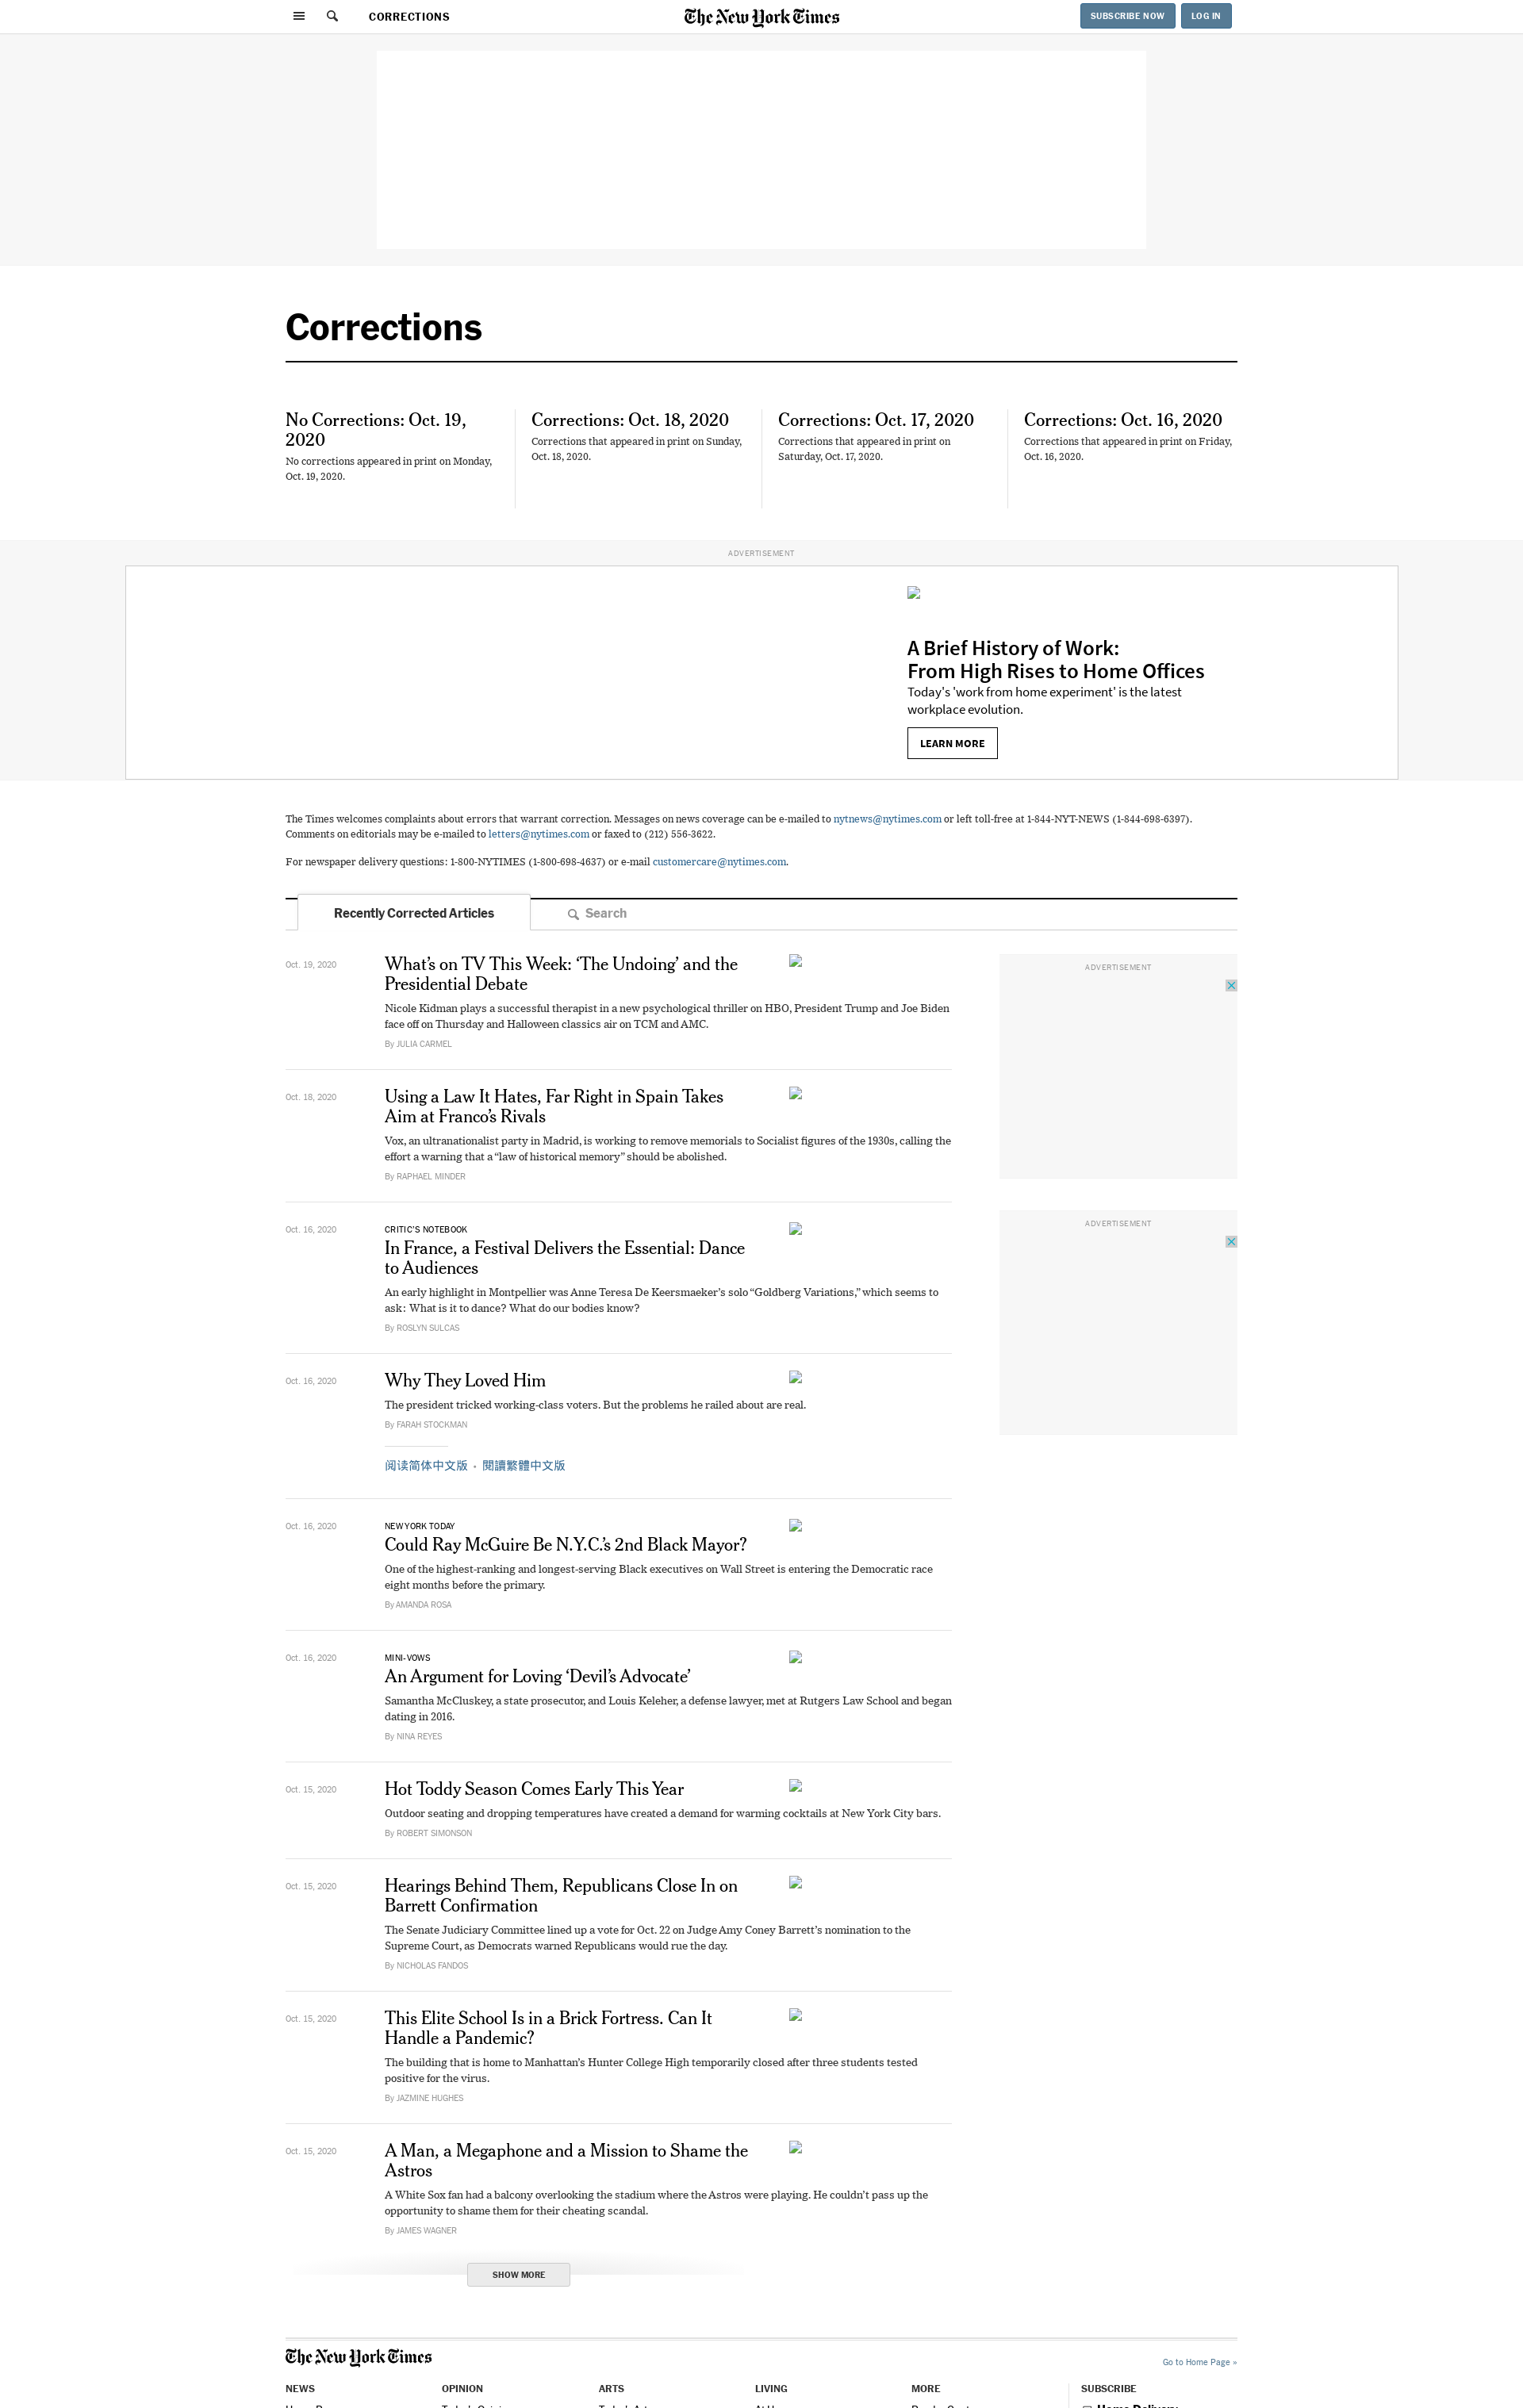 CORRECTIONS
The New York Times
SUBSCRIBE NOW
LOG IN
Corrections
No Corrections: Oct. 19,
2020
No corrections appeared in print on Monday,
Oct. 19, 2020.
Corrections: Oct. 18, 2020
Corrections that appeared in print on Sunday,
Oct. 18, 2020.
Corrections: Oct. 17, 2020
Corrections that appeared in print on
Saturday, Oct. 17, 2020.
Corrections: Oct. 16, 2020
Corrections that appeared in print on Friday,
Oct. 16, 2020.
ADVERTISEMENT
A Brief History of Work:
From High Rises to Home Offices
Today's 'work from home experiment' is the latest
workplace evolution.
LEARN MORE
The Times welcomes complaints about errors that warrant correction. Messages on news coverage can be e-mailed to nytnews@nytimes.com or left toll-free at 1-844-NYT-NEWS (1-844-698-6397).
Comments on editorials may be e-mailed to letters@nytimes.com or faxed to (212) 556-3622.
For newspaper delivery questions: 1-800-NYTIMES (1-800-698-4637) or e-mail customercare@nytimes.com.
Recently Corrected Articles
Search
Oct. 19, 2020
What’s on TV This Week: ‘The Undoing’ and the
Presidential Debate
Nicole Kidman plays a successful therapist in a new psychological thriller on HBO, President Trump and Joe Biden
face off on Thursday and Halloween classics air on TCM and AMC.
By JULIA CARMEL
Oct. 18, 2020
Using a Law It Hates, Far Right in Spain Takes
Aim at Franco’s Rivals
Vox, an ultranationalist party in Madrid, is working to remove memorials to Socialist figures of the 1930s, calling the
effort a warning that a “law of historical memory” should be abolished.
By RAPHAEL MINDER
Oct. 16, 2020
CRITIC’S NOTEBOOK
In France, a Festival Delivers the Essential: Dance
to Audiences
An early highlight in Montpellier was Anne Teresa De Keersmaeker’s solo “Goldberg Variations,” which seems to
ask: What is it to dance? What do our bodies know?
By ROSLYN SULCAS
Oct. 16, 2020
Why They Loved Him
The president tricked working-class voters. But the problems he railed about are real.
By FARAH STOCKMAN
阅读简体中文版 • 閱讀繁體中文版
Oct. 16, 2020
NEW YORK TODAY
Could Ray McGuire Be N.Y.C.’s 2nd Black Mayor?
One of the highest-ranking and longest-serving Black executives on Wall Street is entering the Democratic race
eight months before the primary.
By AMANDA ROSA
Oct. 16, 2020
MINI-VOWS
An Argument for Loving ‘Devil’s Advocate’
Samantha McCluskey, a state prosecutor, and Louis Keleher, a defense lawyer, met at Rutgers Law School and began
dating in 2016.
By NINA REYES
Oct. 15, 2020
Hot Toddy Season Comes Early This Year
Outdoor seating and dropping temperatures have created a demand for warming cocktails at New York City bars.
By ROBERT SIMONSON
Oct. 15, 2020
Hearings Behind Them, Republicans Close In on
Barrett Confirmation
The Senate Judiciary Committee lined up a vote for Oct. 22 on Judge Amy Coney Barrett’s nomination to the
Supreme Court, as Democrats warned Republicans would rue the day.
By NICHOLAS FANDOS
Oct. 15, 2020
This Elite School Is in a Brick Fortress. Can It
Handle a Pandemic?
The building that is home to Manhattan’s Hunter College High temporarily closed after three students tested
positive for the virus.
By JAZMINE HUGHES
Oct. 15, 2020
A Man, a Megaphone and a Mission to Shame the
Astros
A White Sox fan had a balcony overlooking the stadium where the Astros were playing. He couldn’t pass up the
opportunity to shame them for their cheating scandal.
By JAMES WAGNER
SHOW MORE
ADVERTISEMENT
ADVERTISEMENT
The New York Times
Go to Home Page »
NEWS
OPINION
ARTS
LIVING
MORE
SUBSCRIBE